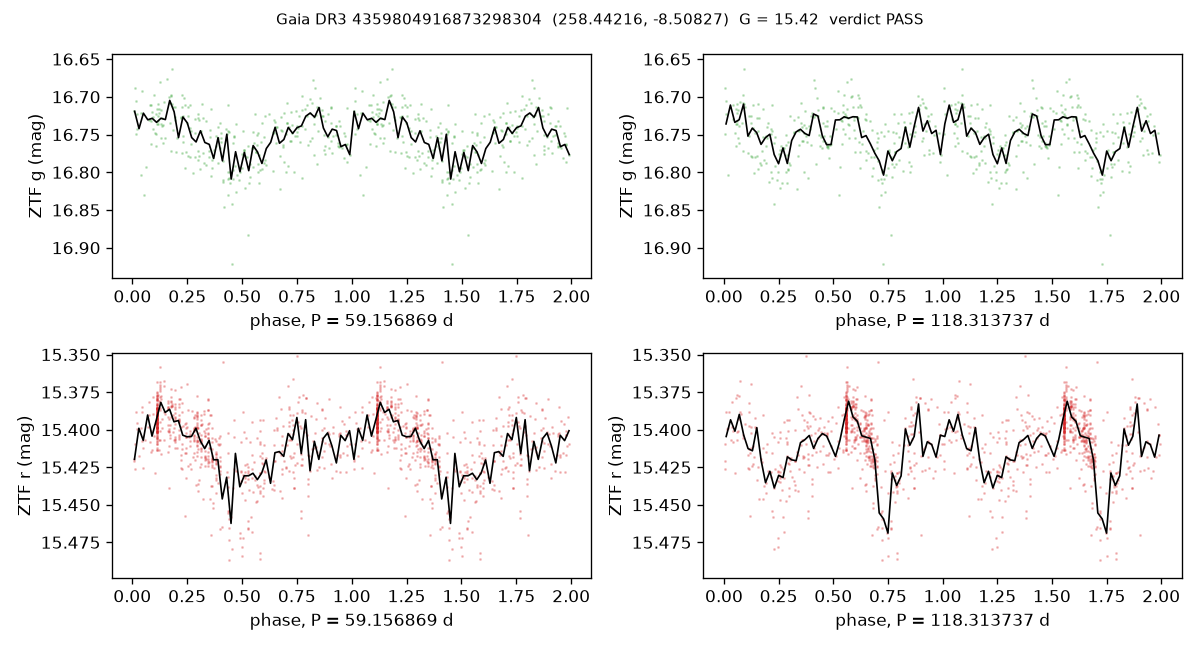 Gaia DR3 4359804916873298304 (258.44216, -8.50827) G = 15.42 verdict PASS
ZTF g (mag)
16.65
16.70
16.75
16.80
16.85
16.90
0.00 0.25 0.50 0.75 1.00 1.25 1.50 1.75 2.00
phase, P = 59.156869 d
ZTF g (mag)
16.65
16.70
16.75
16.80
16.85
16.90
0.00 0.25 0.50 0.75 1.00 1.25 1.50 1.75 2.00
phase, P = 118.313737 d
ZTF r (mag)
15.350
15.375
15.400
15.425
15.450
15.475
0.00 0.25 0.50 0.75 1.00 1.25 1.50 1.75 2.00
phase, P = 59.156869 d
ZTF r (mag)
15.350
15.375
15.400
15.425
15.450
15.475
0.00 0.25 0.50 0.75 1.00 1.25 1.50 1.75 2.00
phase, P = 118.313737 d